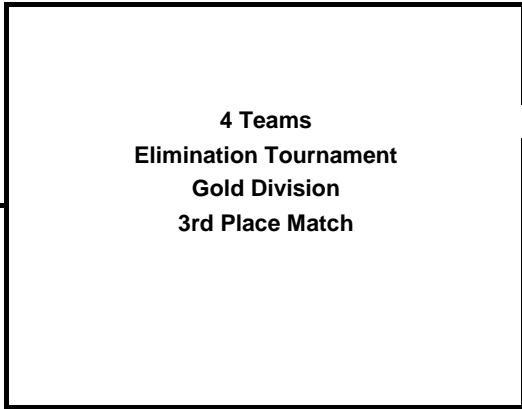 4 Teams
Elimination Tournament
Gold Division
3rd Place Match